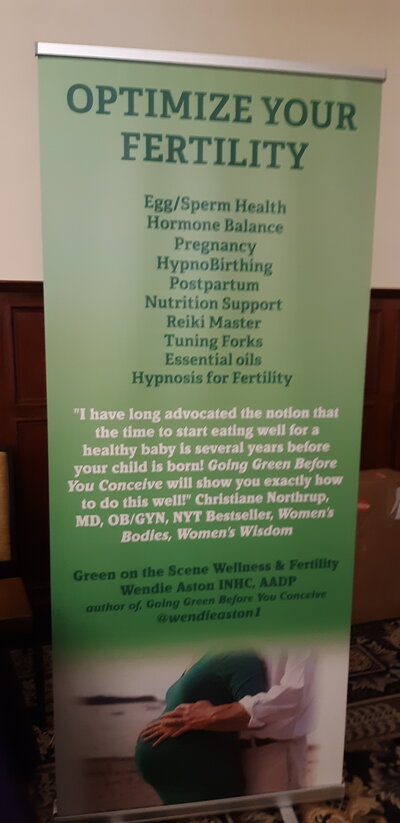 OPTIMIZE YOUR
FERTILITY
Egg/Sperm Health
Hormone Balance
Pregnancy
HypnoBirthing
Postpartum
Nutrition Support
Reiki Master
Tuning Forks
Essential oils
Hypnosis for Fertility
"I have long advocated the notion that
the time to start eating well for a
healthy baby is several years before
your child is born! Going Green Before
You Conceive will show you exactly how
to do this well!" Christiane Northrup,
MD, OB/GYN, NYT Bestseller, Women's
Bodies, Women's Wisdom
Green on the Scene Wellness & Fertility
Wendie Aston INHC, AADP
author of, Going Green Before You Conceive
@wendieaston1